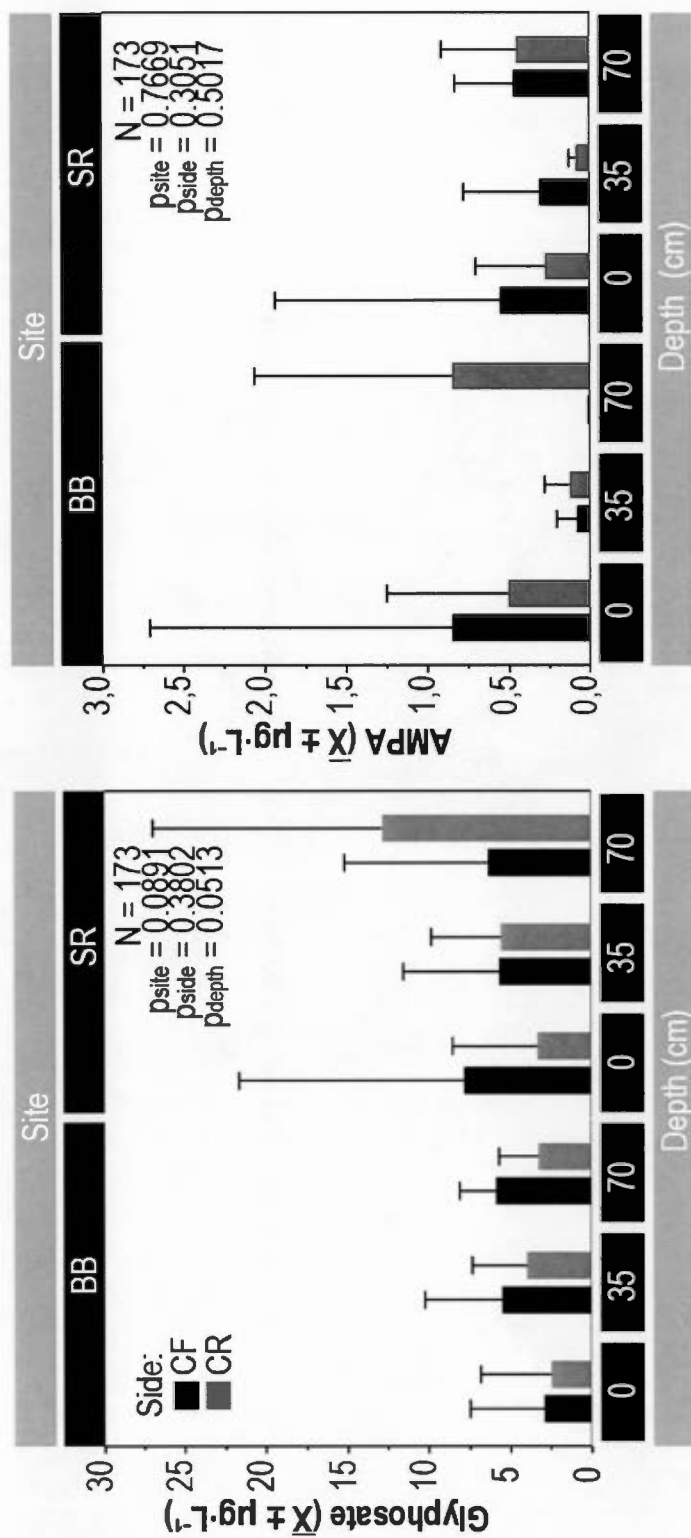 Site
BB
SR
Side:
CF
CR
N = 173
psite = 0.0891
pside = 0.3802
pdepth = 0.0513
Glyphosate (X ± µg·L-1)
30
25
20
15
10
5
0
0
35
70
0
35
70
Depth (cm)
Site
BB
SR
N = 173
psite = 0.7669
pside = 0.3051
pdepth = 0.5017
AMPA (X ± µg·L-1)
3,0
2,5
2,0
1,5
1,0
0,5
0,0
0
35
70
0
35
70
Depth (cm)